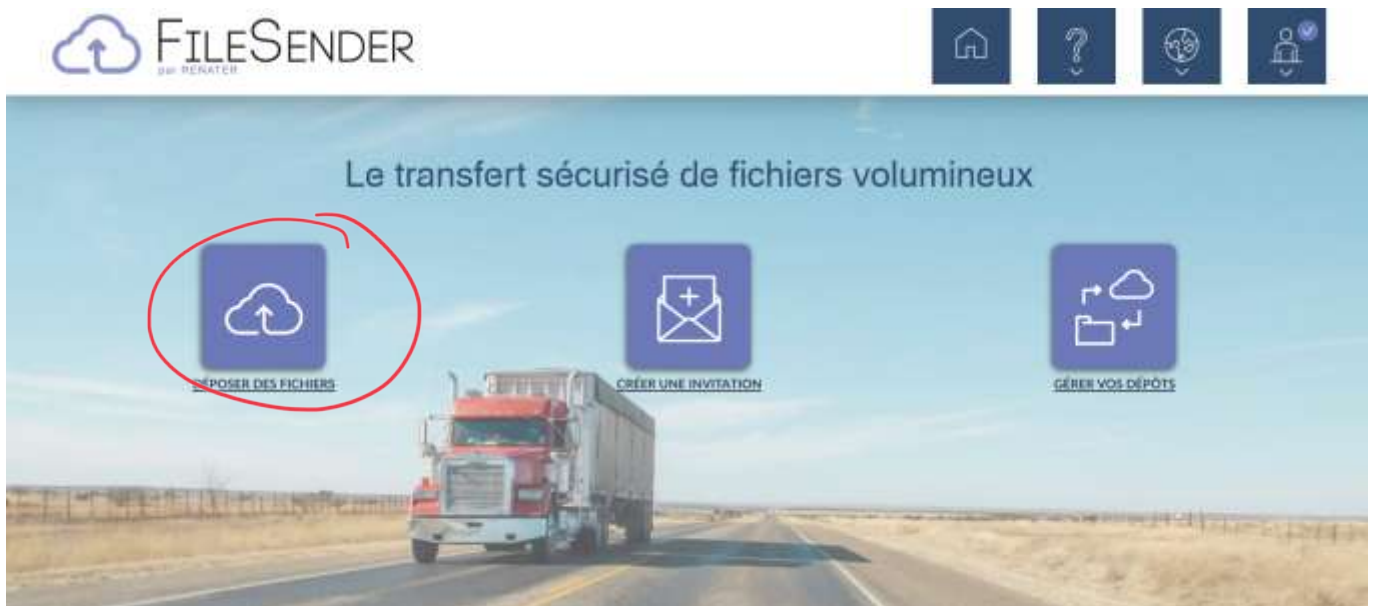 FILESENDER
par RENATER
Le transfert sécurisé de fichiers volumineux
DÉPOSER DES FICHIERS
CRÉER UNE INVITATION
GÉRER VOS DÉPÔTS